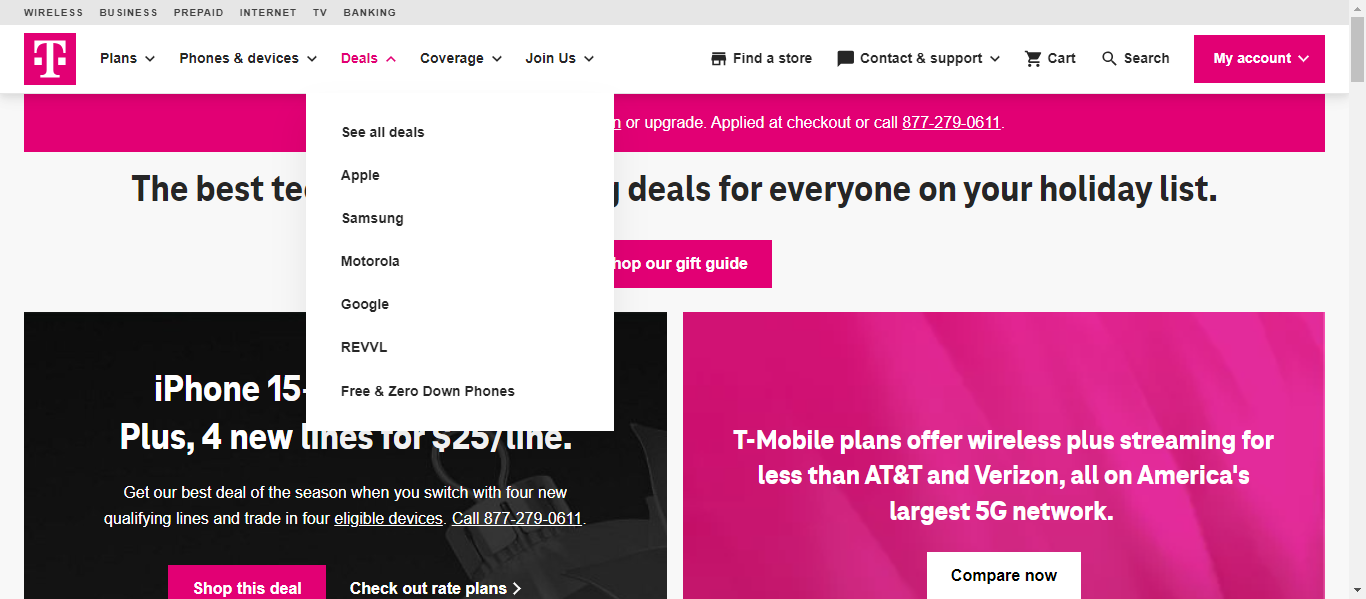 WIRELESS BUSINESS PREPAID INTERNET TV BANKING
T Plans Phones & devices Deals Coverage Join Us Find a store Contact & support Cart Search My account
or upgrade. Applied at checkout or call 877-279-0611.
See all deals
Apple
Samsung
Motorola
Google
REVVL
Free & Zero Down Phones
The best deals for everyone on your holiday list.
our gift guide
iPhone 15
Plus, 4 new lines for $25/line.
Get our best deal of the season when you switch with four new
qualifying lines and trade in four eligible devices. Call 877-279-0611.
Shop this deal Check out rate plans
T-Mobile plans offer wireless plus streaming for
less than AT&T and Verizon, all on America's
largest 5G network.
Compare now